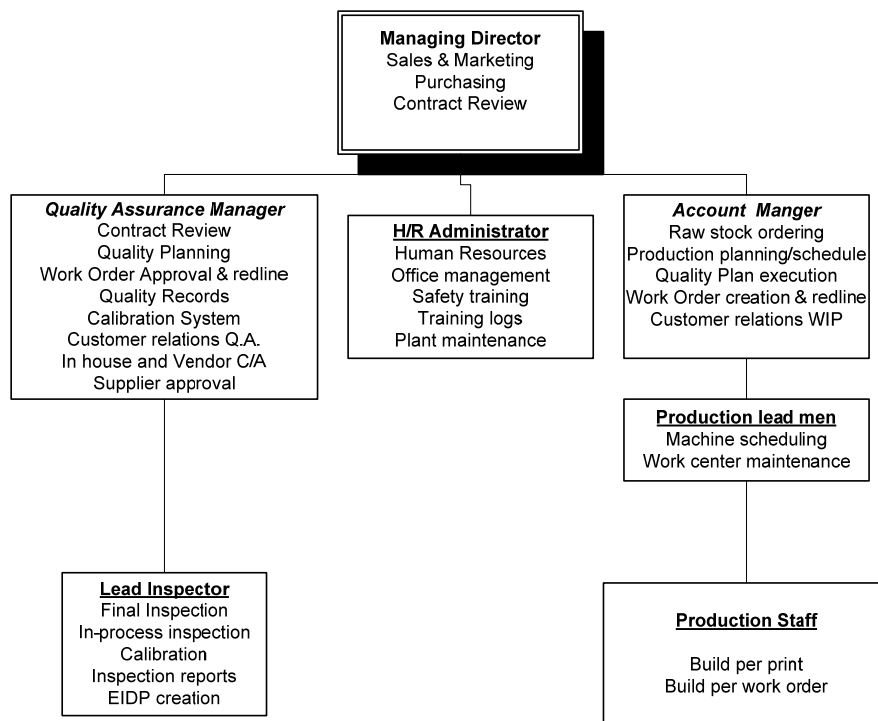 Managing Director
Sales & Marketing
Purchasing
Contract Review
Quality Assurance Manager
Contract Review
Quality Planning
Work Order Approval & redline
Quality Records
Calibration System
Customer relations Q.A.
In house and Vendor C/A
Supplier approval
H/R Administrator
Human Resources
Office management
Safety training
Training logs
Plant maintenance
Account Manger
Raw stock ordering
Production planning/schedule
Quality Plan execution
Work Order creation & redline
Customer relations WIP
Production lead men
Machine scheduling
Work center maintenance
Lead Inspector
Final Inspection
In-process inspection
Calibration
Inspection reports
EIDP creation
Production Staff
Build per print
Build per work order